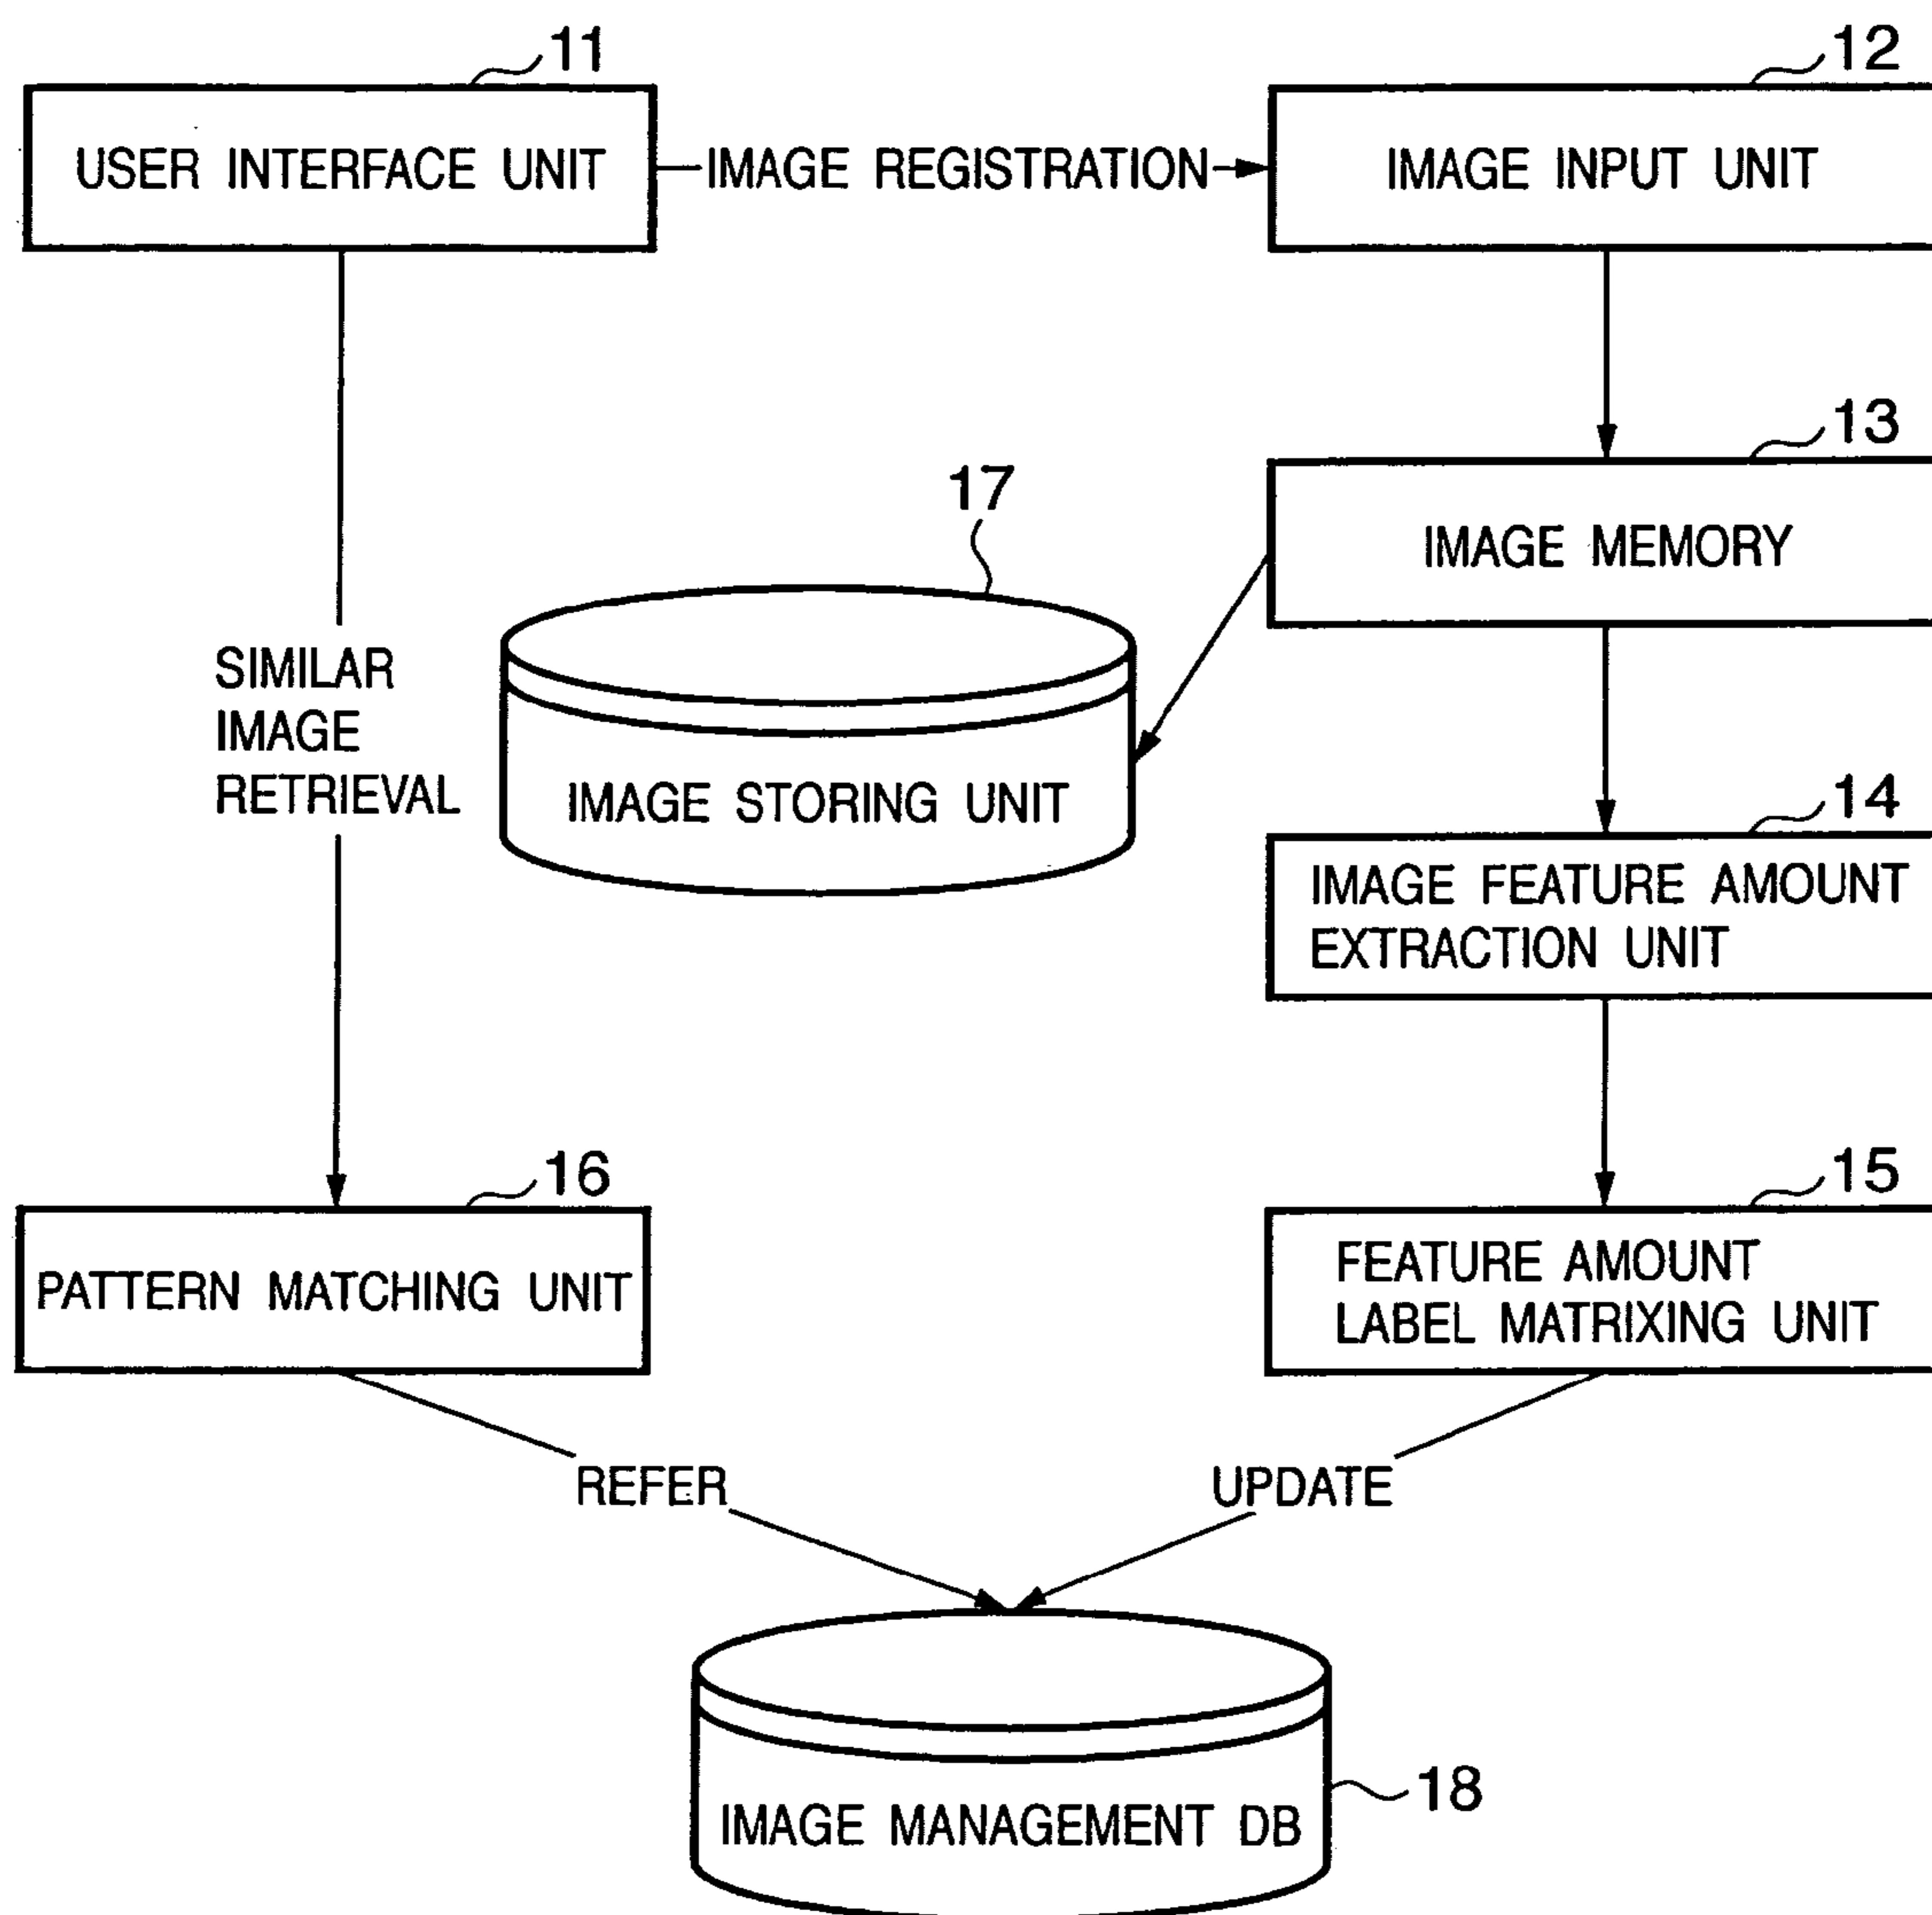 11
12
USER INTERFACE UNIT
IMAGE REGISTRATION
IMAGE INPUT UNIT
13
17
IMAGE MEMORY
SIMILAR
IMAGE
RETRIEVAL
IMAGE STORING UNIT
14
IMAGE FEATURE AMOUNT
EXTRACTION UNIT
16
15
PATTERN MATCHING UNIT
FEATURE AMOUNT
LABEL MATRIXING UNIT
REFER
UPDATE
18
IMAGE MANAGEMENT DB